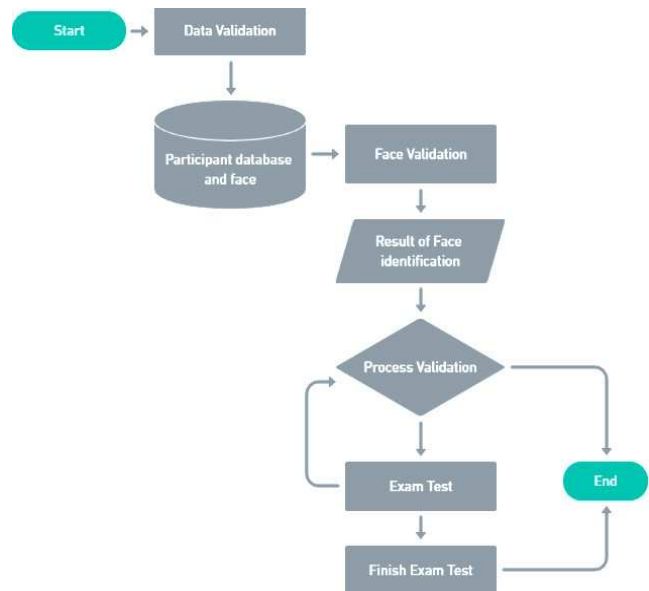 Start
Data Validation
Participant database
and face
Face Validation
Result of Face
identification
Process Validation
Exam Test
End
Finish Exam Test